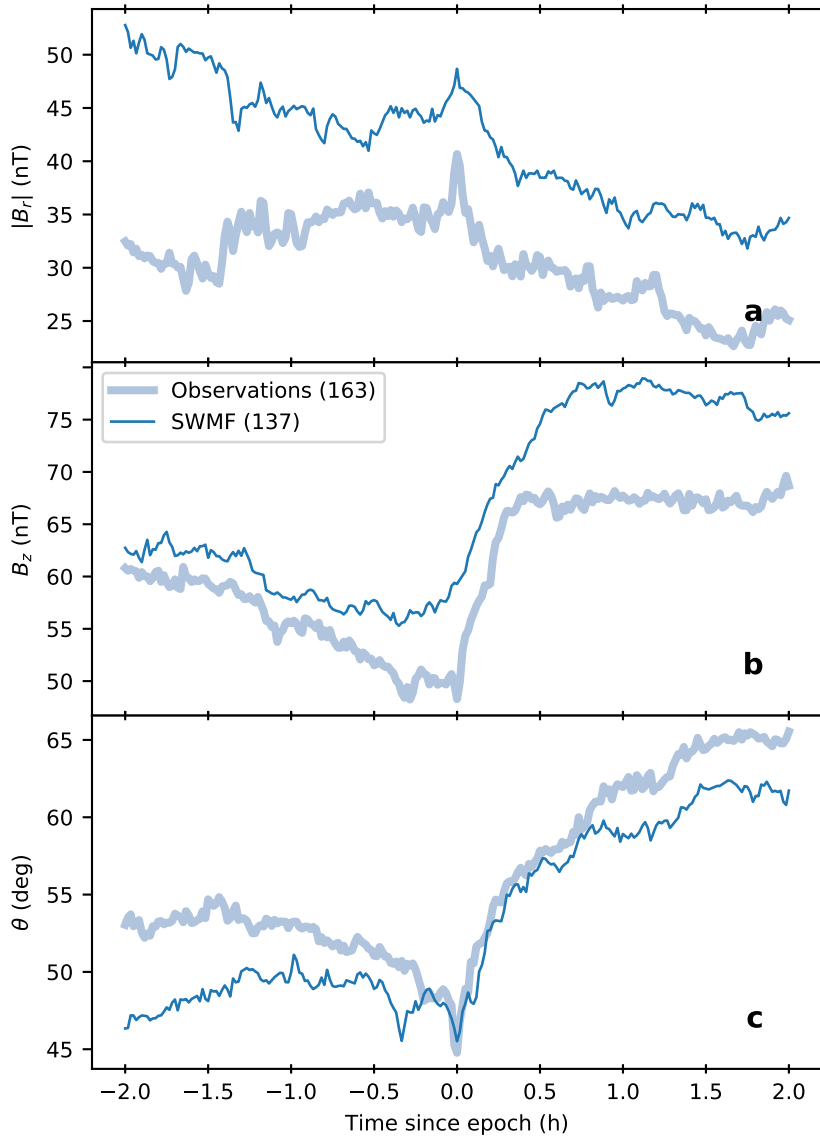 50
45
40
35
30
25
|B_r| (nT)
a
Observations (163)
SWMF (137)
75
70
65
60
55
50
B_z (nT)
b
65
60
55
50
45
θ (deg)
c
−2.0 −1.5 −1.0 −0.5 0.0 0.5 1.0 1.5 2.0
Time since epoch (h)